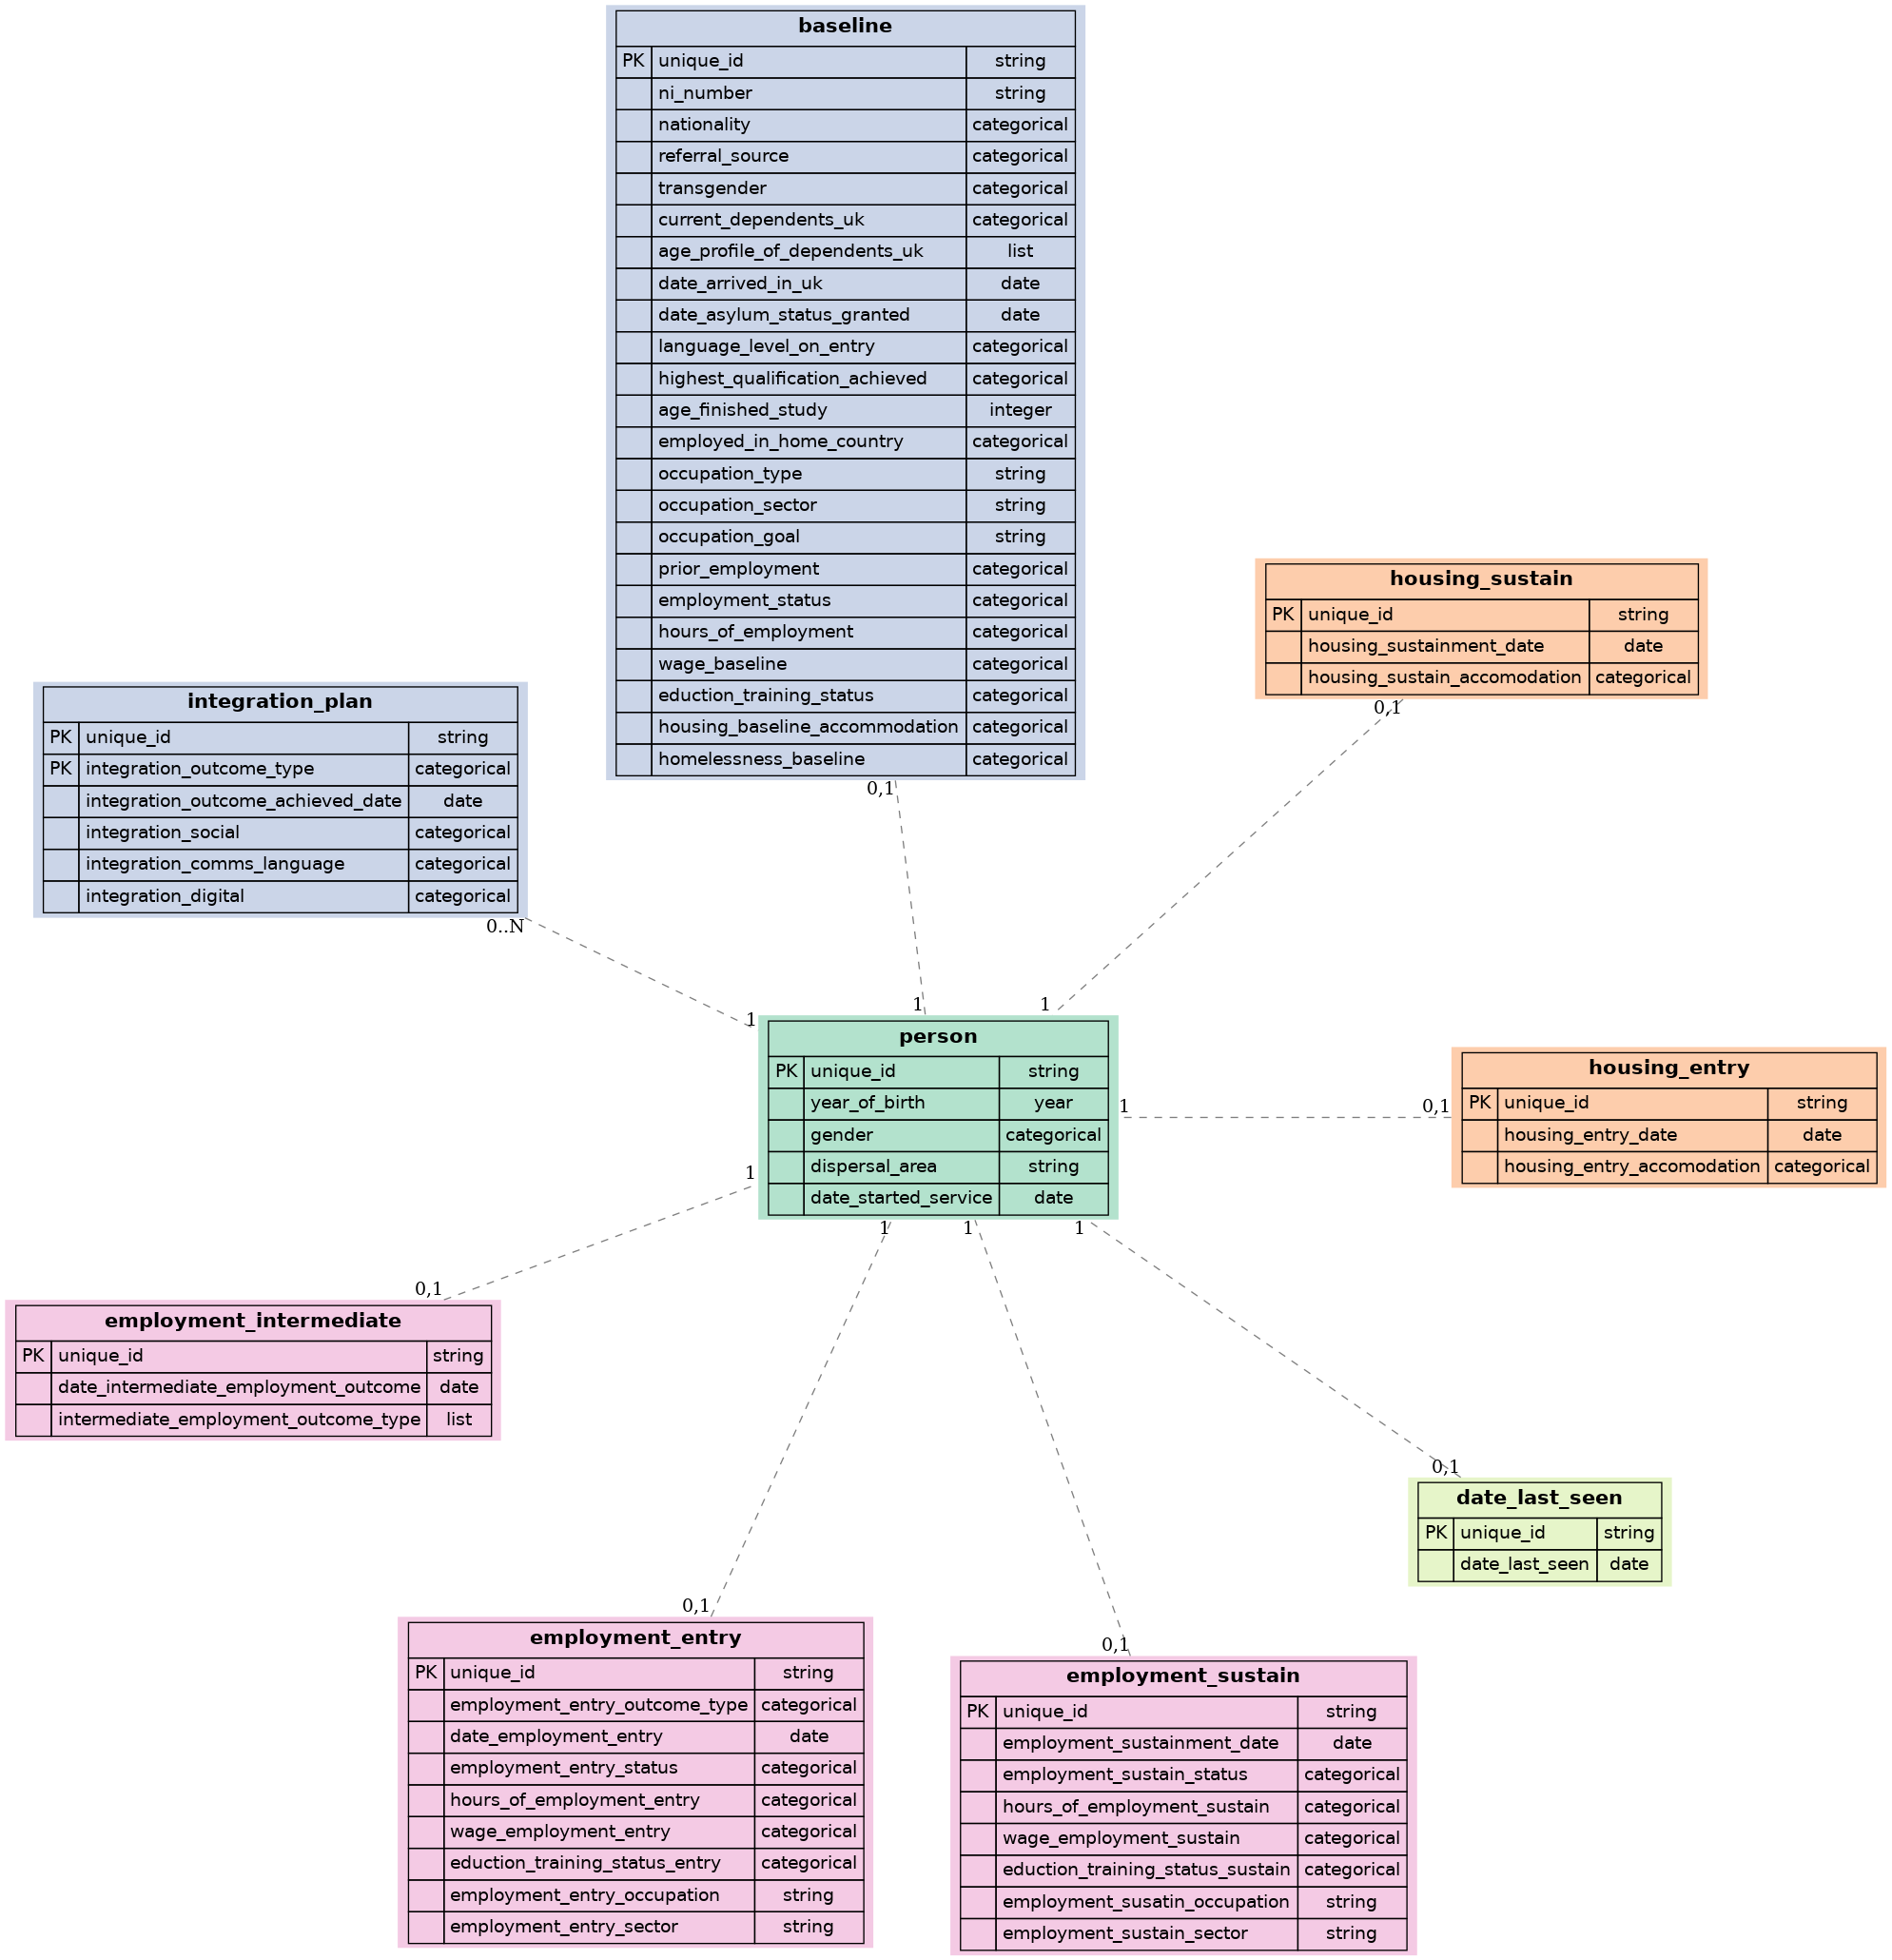 baseline
PK unique_id string
ni_number string
nationality categorical
referral_source categorical
transgender categorical
current_dependents_uk categorical
age_profile_of_dependents_uk list
date_arrived_in_uk date
date_asylum_status_granted date
language_level_on_entry categorical
highest_qualification_achieved categorical
age_finished_study integer
employed_in_home_country categorical
occupation_type string
occupation_sector string
occupation_goal string
prior_employment categorical
employment_status categorical
hours_of_employment categorical
wage_baseline categorical
eduction_training_status categorical
housing_baseline_accommodation categorical
homelessness_baseline categorical
0,1
1
housing_sustain
PK unique_id string
housing_sustainment_date date
housing_sustain_accomodation categorical
0,1
1
integration_plan
PK unique_id string
PK integration_outcome_type categorical
integration_outcome_achieved_date date
integration_social categorical
integration_comms_language categorical
integration_digital categorical
0..N
1
person
PK unique_id string
year_of_birth year
gender categorical
dispersal_area string
date_started_service date
1 0,1
housing_entry
PK unique_id string
housing_entry_date date
housing_entry_accomodation categorical
1
0,1
employment_intermediate
PK unique_id string
date_intermediate_employment_outcome date
intermediate_employment_outcome_type list
1 1 1
0,1
date_last_seen
PK unique_id string
date_last_seen date
0,1
employment_entry
PK unique_id string
employment_entry_outcome_type categorical
date_employment_entry date
employment_entry_status categorical
hours_of_employment_entry categorical
wage_employment_entry categorical
eduction_training_status_entry categorical
employment_entry_occupation string
employment_entry_sector string
0,1
employment_sustain
PK unique_id string
employment_sustainment_date date
employment_sustain_status categorical
hours_of_employment_sustain categorical
wage_employment_sustain categorical
eduction_training_status_sustain categorical
employment_susatin_occupation string
employment_sustain_sector string